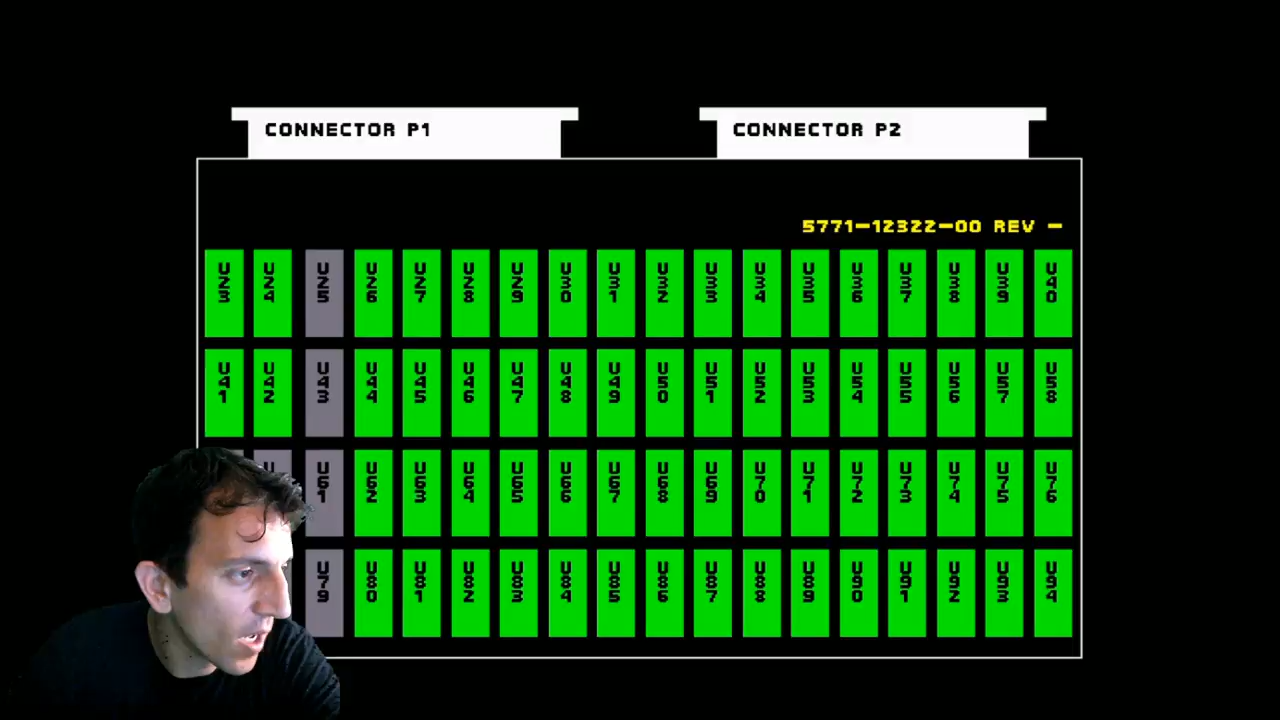 CONNECTOR P1
CONNECTOR P2
5771-12322-00 REV -
U23 U24 U25 U26 U27 U28 U29 U30 U31 U32 U33 U34 U35 U36 U37 U38 U39 U40
U41 U42 U43 U44 U45 U46 U47 U48 U49 U50 U51 U52 U53 U54 U55 U56 U57 U58
U61 U62 U63 U64 U65 U66 U67 U68 U69 U70 U71 U72 U73 U74 U75 U76
U79 U80 U81 U82 U83 U84 U85 U86 U87 U88 U89 U90 U91 U92 U93 U94